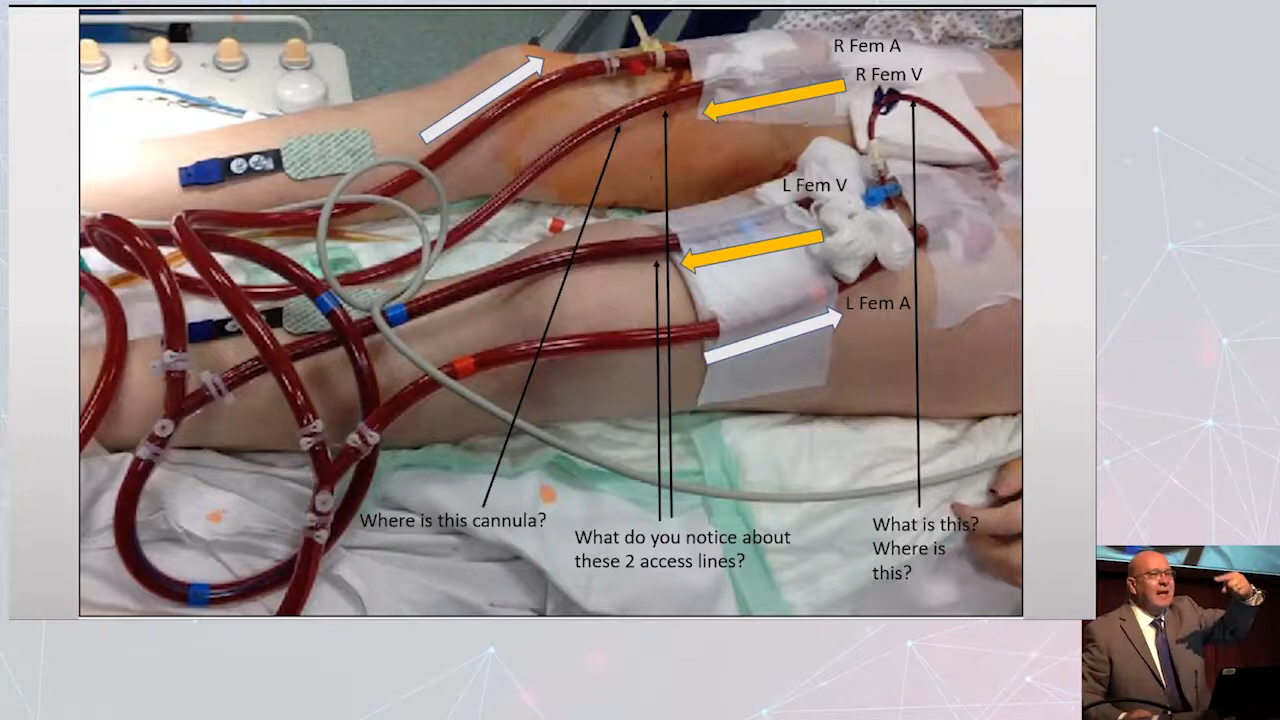 R Fem A
R Fem V
L Fem V
L Fem A
Where is this cannula?
What do you notice about
these 2 access lines?
What is this?
Where is
this?